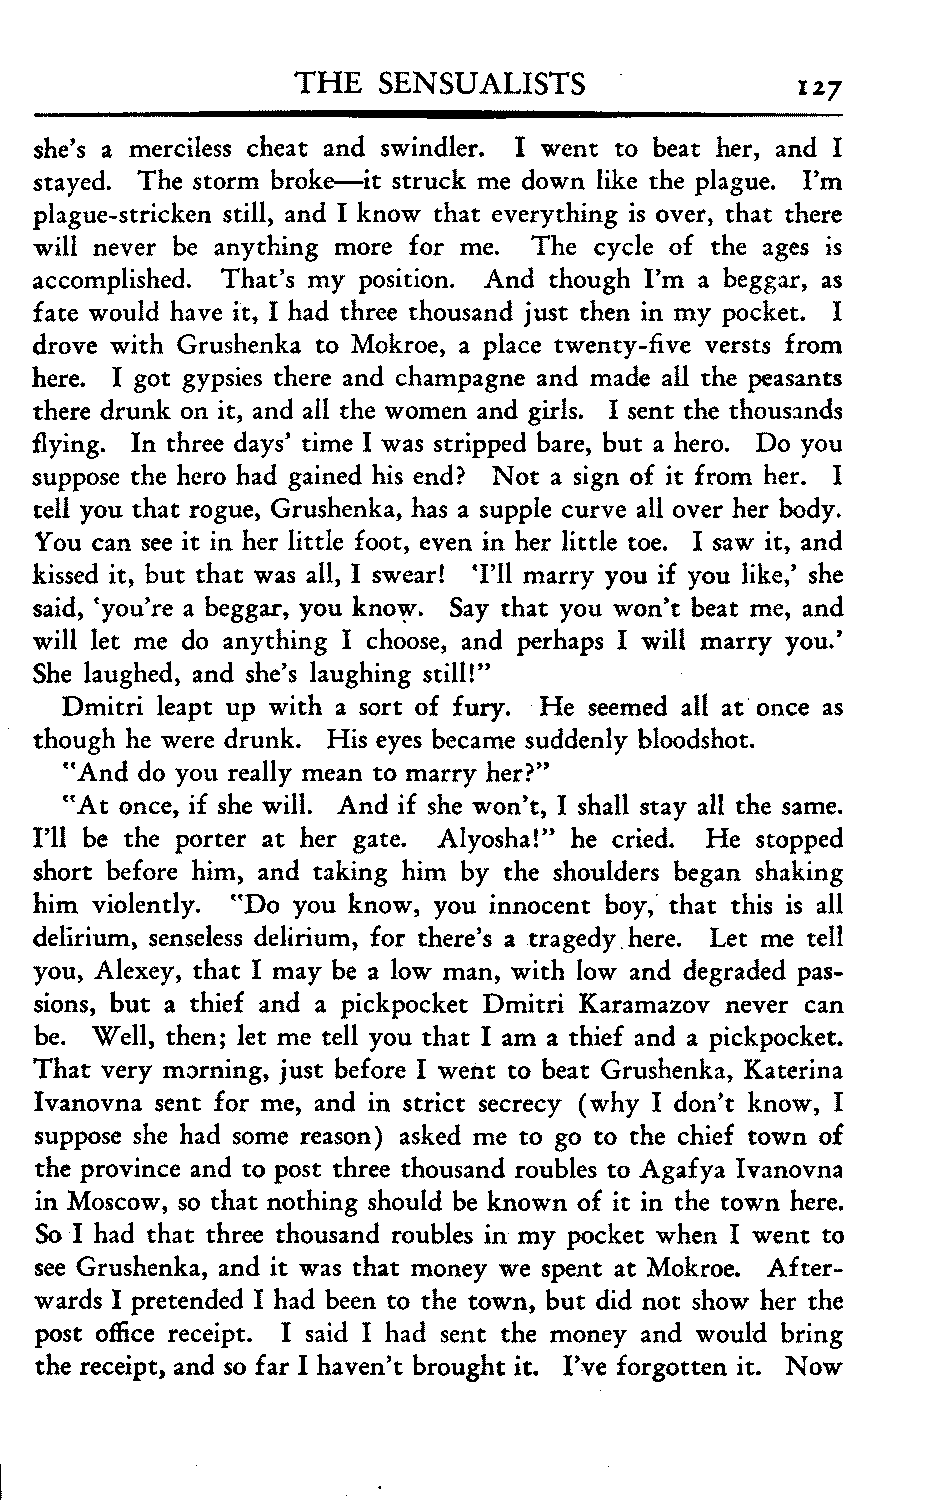 THE SENSUALISTS 127
she's a merciless cheat and swindler. I went to beat her, and I
stayed. The storm broke—it struck me down like the plague. I'm
plague-stricken still, and I know that everything is over, that there
will never be anything more for me. The cycle of the ages is
accomplished. That's my position. And though I'm a beggar, as
fate would have it, I had three thousand just then in my pocket. I
drove with Grushenka to Mokroe, a place twenty-five versts from
here. I got gypsies there and champagne and made all the peasants
there drunk on it, and all the women and girls. I sent the thousands
flying. In three days' time I was stripped bare, but a hero. Do you
suppose the hero had gained his end? Not a sign of it from her. I
tell you that rogue, Grushenka, has a supple curve all over her body.
You can see it in her little foot, even in her little toe. I saw it, and
kissed it, but that was all, I swear! 'I'll marry you if you like,' she
said, 'you're a beggar, you know. Say that you won't beat me, and
will let me do anything I choose, and perhaps I will marry you.'
She laughed, and she's laughing still!"
Dmitri leapt up with a sort of fury. He seemed all at once as
though he were drunk. His eyes became suddenly bloodshot.
"And do you really mean to marry her?"
"At once, if she will. And if she won't, I shall stay all the same.
I'll be the porter at her gate. Alyosha!" he cried. He stopped
short before him, and taking him by the shoulders began shaking
him violently. "Do you know, you innocent boy, that this is all
delirium, senseless delirium, for there's a tragedy here. Let me tell
you, Alexey, that I may be a low man, with low and degraded pas-
sions, but a thief and a pickpocket Dmitri Karamazov never can
be. Well, then; let me tell you that I am a thief and a pickpocket.
That very morning, just before I went to beat Grushenka, Katerina
Ivanovna sent for me, and in strict secrecy (why I don't know, I
suppose she had some reason) asked me to go to the chief town of
the province and to post three thousand roubles to Agafya Ivanovna
in Moscow, so that nothing should be known of it in the town here.
So I had that three thousand roubles in my pocket when I went to
see Grushenka, and it was that money we spent at Mokroe. After-
wards I pretended I had been to the town, but did not show her the
post office receipt. I said I had sent the money and would bring
the receipt, and so far I haven't brought it. I've forgotten it. Now